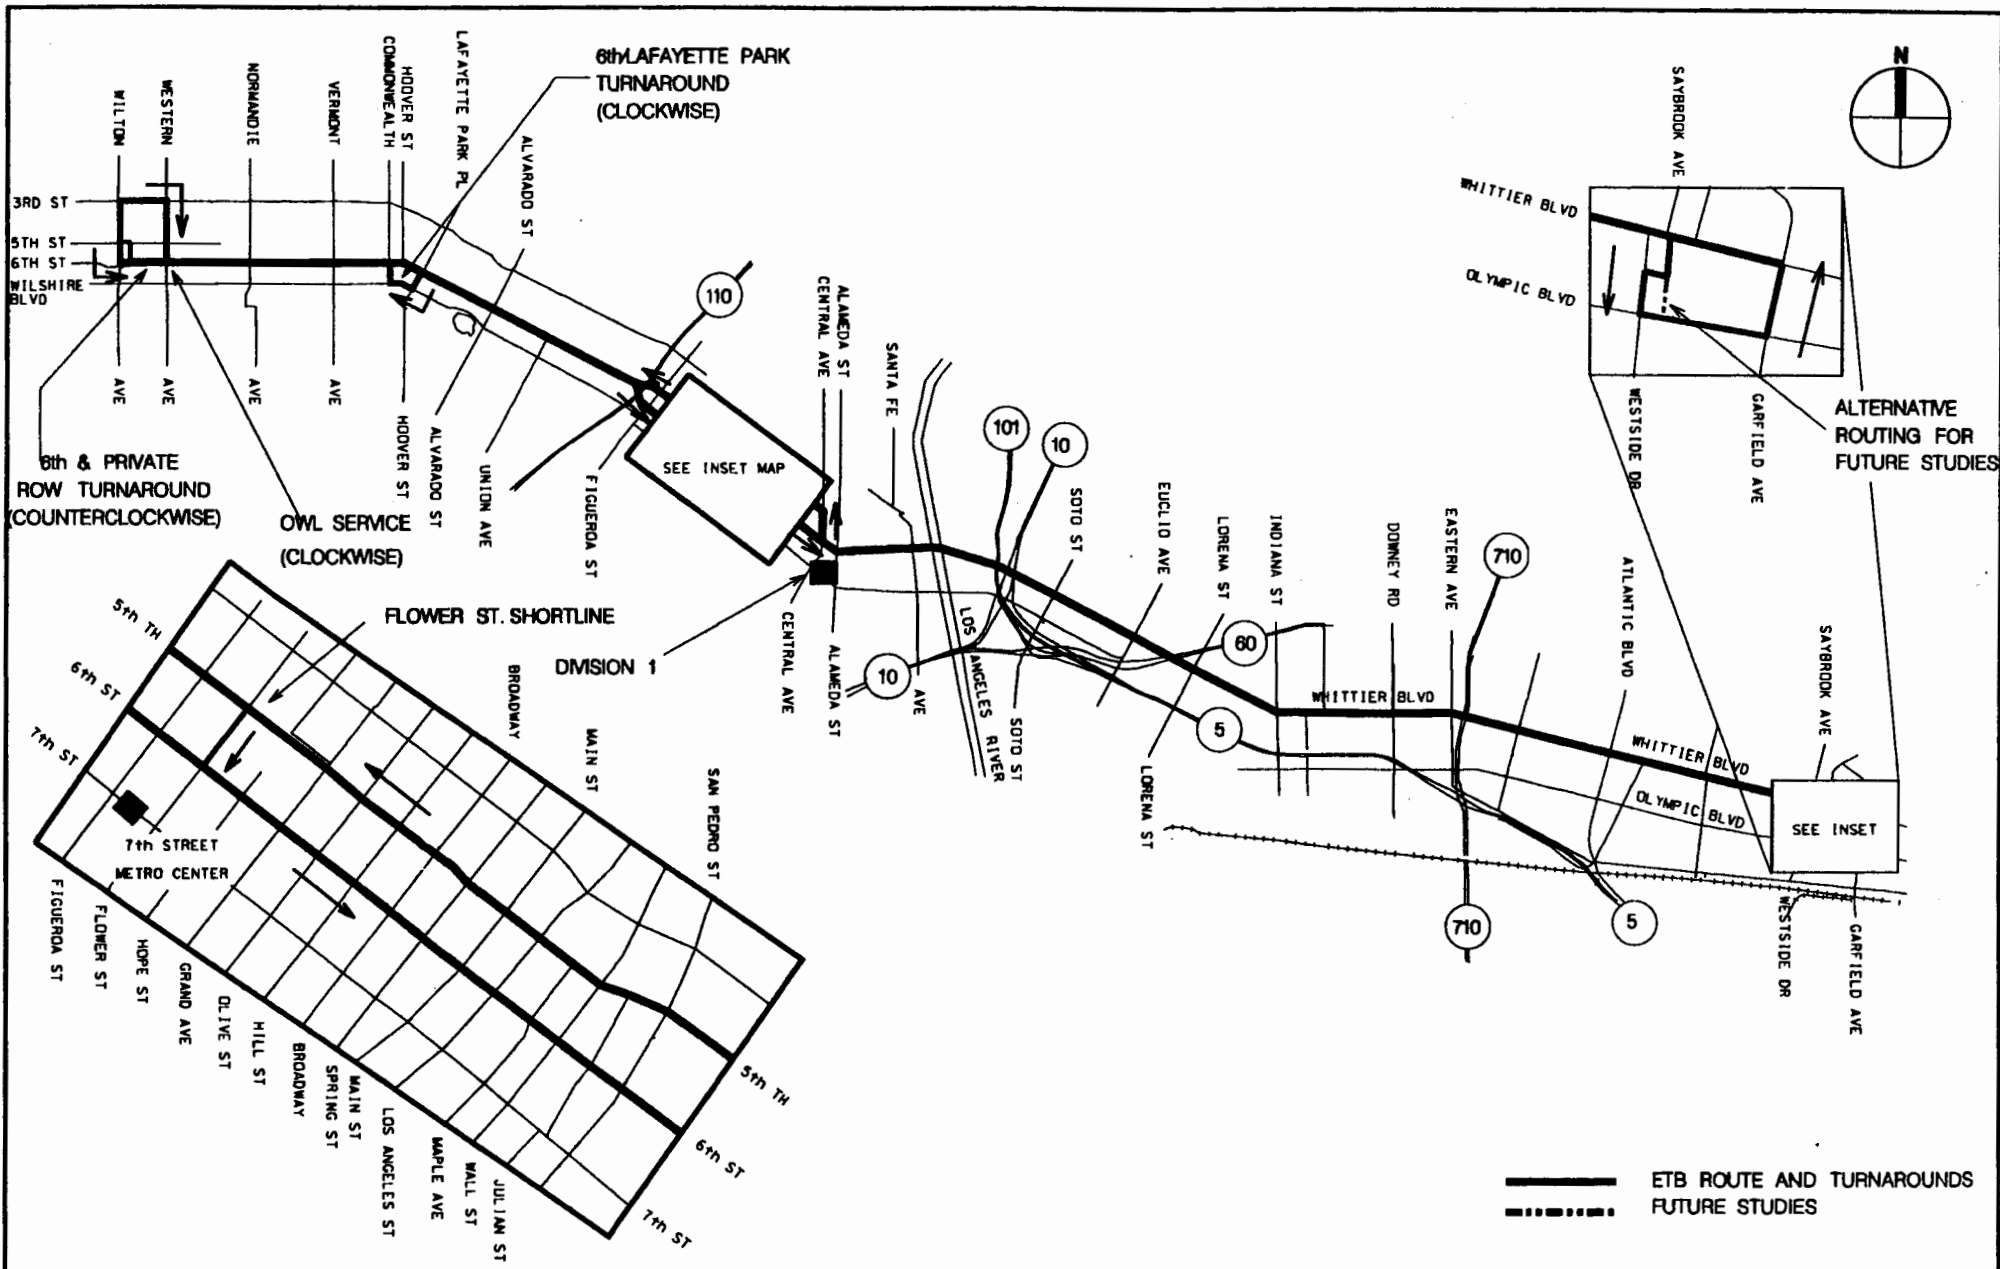 WILTON
WESTERN
NORMANDIE
VERMONT
COMMONWEALTH
HOOVER ST
LAFAYETTE PARK PL
6th/LAFAYETTE PARK
TURNAROUND
(CLOCKWISE)
ALVARADO ST
3RD ST
5TH ST
6TH ST
WILSHIRE
BLVD
AVE
AVE
AVE
AVE
HOOVER ST
ALVARADO ST
UNION AVE
FIGUEROA ST
110
SEE INSET MAP
6th & PRIVATE
ROW TURNAROUND
(COUNTERCLOCKWISE)
OWL SERVICE
(CLOCKWISE)
CENTRAL AVE
ALAMEDA ST
SANTA FE
AVE
101
10
SOTO ST
EUCLID AVE
LORENA ST
INDIANA ST
DOWNEY RD
EASTERN AVE
710
ATLANTIC BLVD
SAYBROOK AVE
N
SAYBROOK AVE
WHITTIER BLVD
OLYMPIC BLVD
WESTSIDE DR
GARFIELD AVE
ALTERNATIVE
ROUTING FOR
FUTURE STUDIES
DIVISION 1
CENTRAL AVE
ALAMEDA ST
10
LOS ANGELES RIVER
SOTO ST
60
5
LORENA ST
WHITTIER BLVD
WHITTIER BLVD
OLYMPIC BLVD
SEE INSET
710
5
WESTSIDE DR
GARFIELD AVE
FLOWER ST. SHORTLINE
5th TH
6th ST
7th ST
BROADWAY
MAIN ST
SAN PEDRO ST
7th STREET
METRO CENTER
FIGUEROA ST
FLOWER ST
HOPE ST
GRAND AVE
OLIVE ST
HILL ST
BROADWAY
SPRING ST
MAIN ST
LOS ANGELES ST
MAPLE AVE
WALL ST
JULIAN ST
5th TH
6th ST
7th ST
ETB ROUTE AND TURNAROUNDS
FUTURE STUDIES